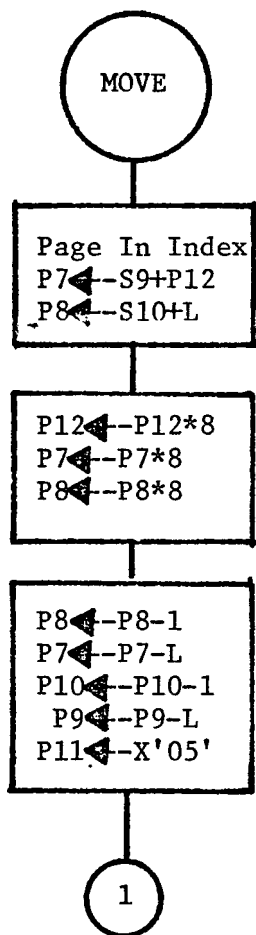 MOVE
Page In Index
P7◄--S9+P12
P8◄--S10+L
P12◄--P12*8
P7◄--P7*8
P8◄--P8*8
P8◄--P8-1
P7◄--P7-L
P10◄--P10-1
P9◄--P9-L
P11◄--X'05'
1